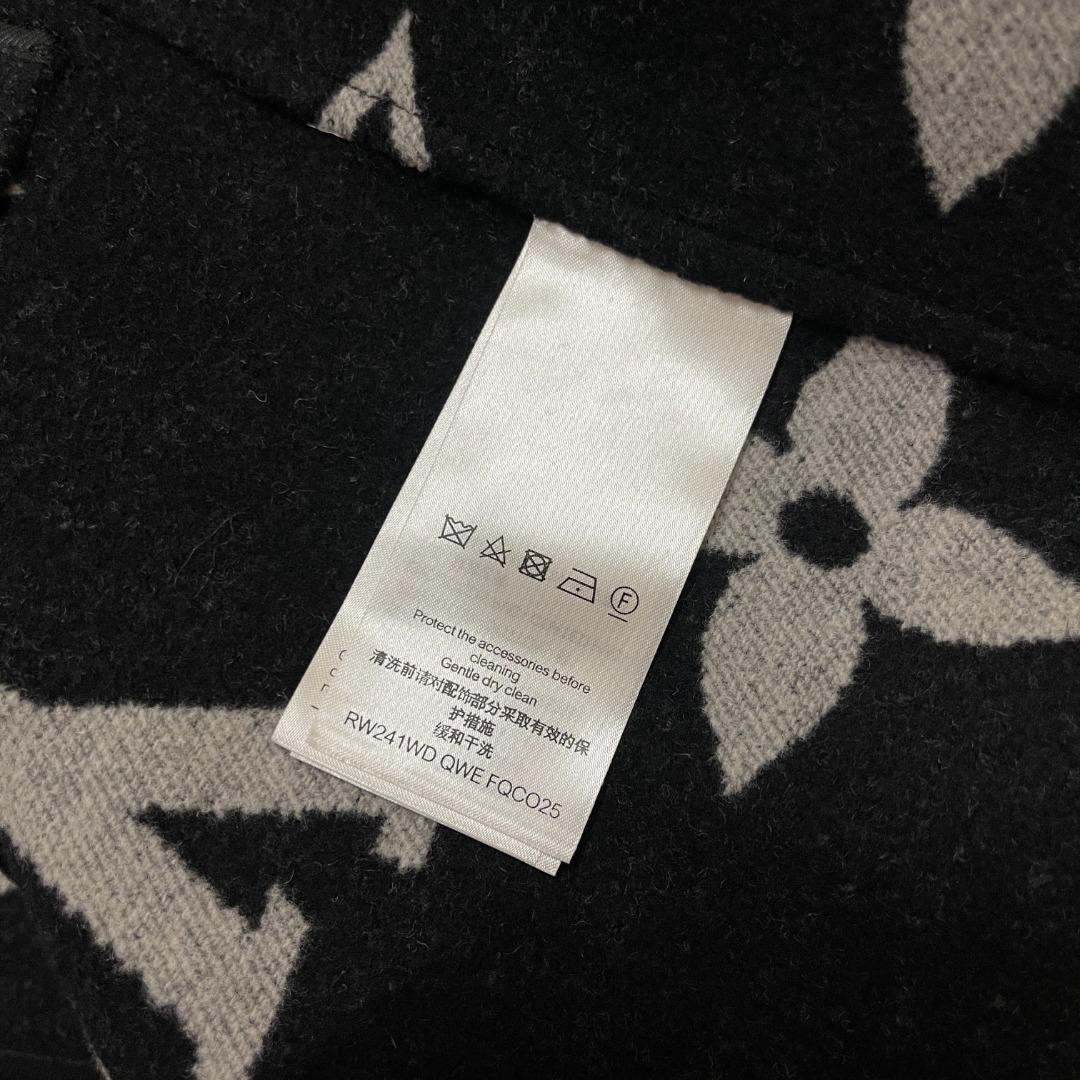 F
Protect the accessories before
cleaning
Gentle dry clean
清洗前请对配饰部分采取有效的保
护措施
缓和干洗
RW241WD QWE FQCO25